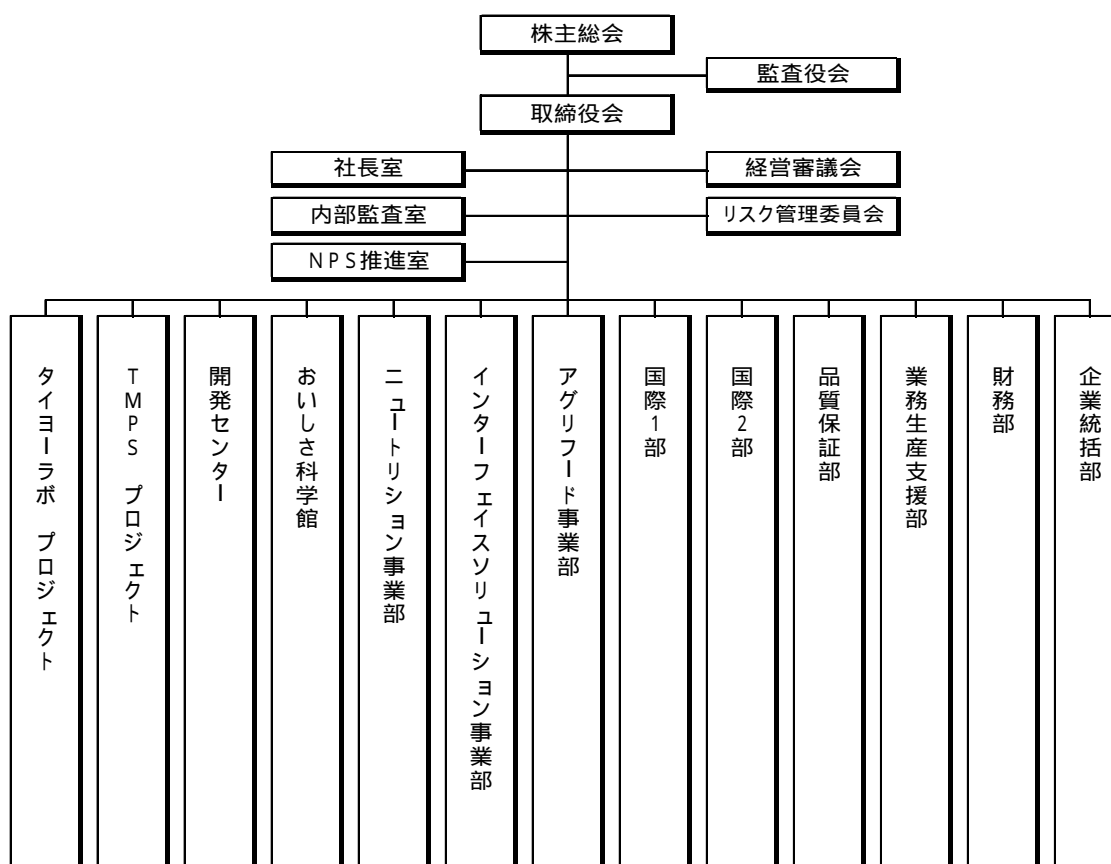 株主総会
監査役会
取締役会
社長室
経営審議会
内部監査室
リスク管理委員会
NPS推進室
タイヨーラボ プロジェクト
TMPS プロジェクト
開発センター
おいしさ科学館
ニュートリション事業部
インターフェイスソリューション事業部
アグリフード事業部
国際1部
国際2部
品質保証部
業務生産支援部
財務部
企業統括部